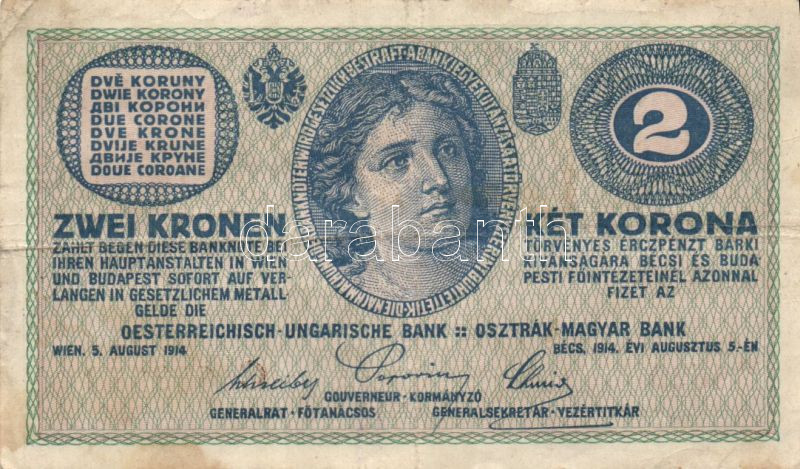 DVĚ KORUNY
DWIE KORONY
ДВІ КОРОНИ
DUE CORONE
DVE KRONE
DVIJE KRUNE
ДВИЈЕ КРУНЕ
DOUE COROANE
2
ZWEI KRONEN
ZAHLT GEGEN DIESE BANKNOTE BEI
IHREN HAUPTANSTALTEN IN WIEN
UND BUDAPEST SOFORT AUF VER-
LANGEN IN GESETZLICHEM METALL-
GELDE DIE
KÉT KORONA
TÖRVÉNYES ÉRCZPÉNZT BÁRKI
KIVÁNSÁGÁRA BÉCSI ÉS BUDA
PESTI FŐINTÉZETEINÉL AZONNAL
FIZET AZ
OESTERREICHISCH-UNGARISCHE BANK :: OSZTRÁK-MAGYAR BANK
WIEN, 5. AUGUST 1914
BÉCS, 1914. ÉVI AUGUSZTUS 5.-ÉN
GOUVERNEUR · KORMÁNYZÓ
GENERALRAT · FŐTANÁCSOS
GENERALSEKRETÄR · VEZÉRTITKÁR
darabanth